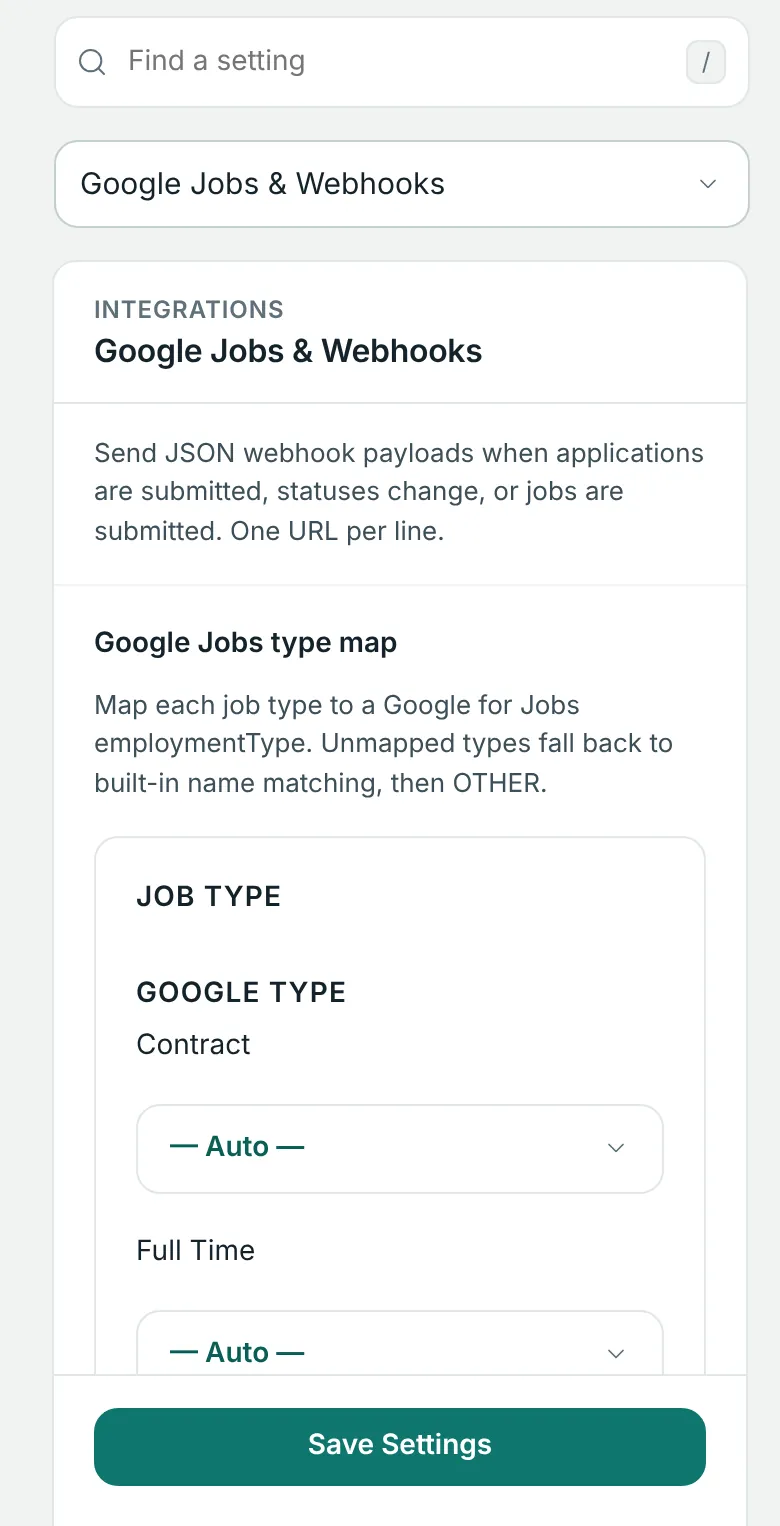 Find a setting
/
Google Jobs & Webhooks
INTEGRATIONS
Google Jobs & Webhooks
Send JSON webhook payloads when applications
are submitted, statuses change, or jobs are
submitted. One URL per line.
Google Jobs type map
Map each job type to a Google for Jobs
employmentType. Unmapped types fall back to
built-in name matching, then OTHER.
JOB TYPE
GOOGLE TYPE
Contract
— Auto —
Full Time
— Auto —
Save Settings